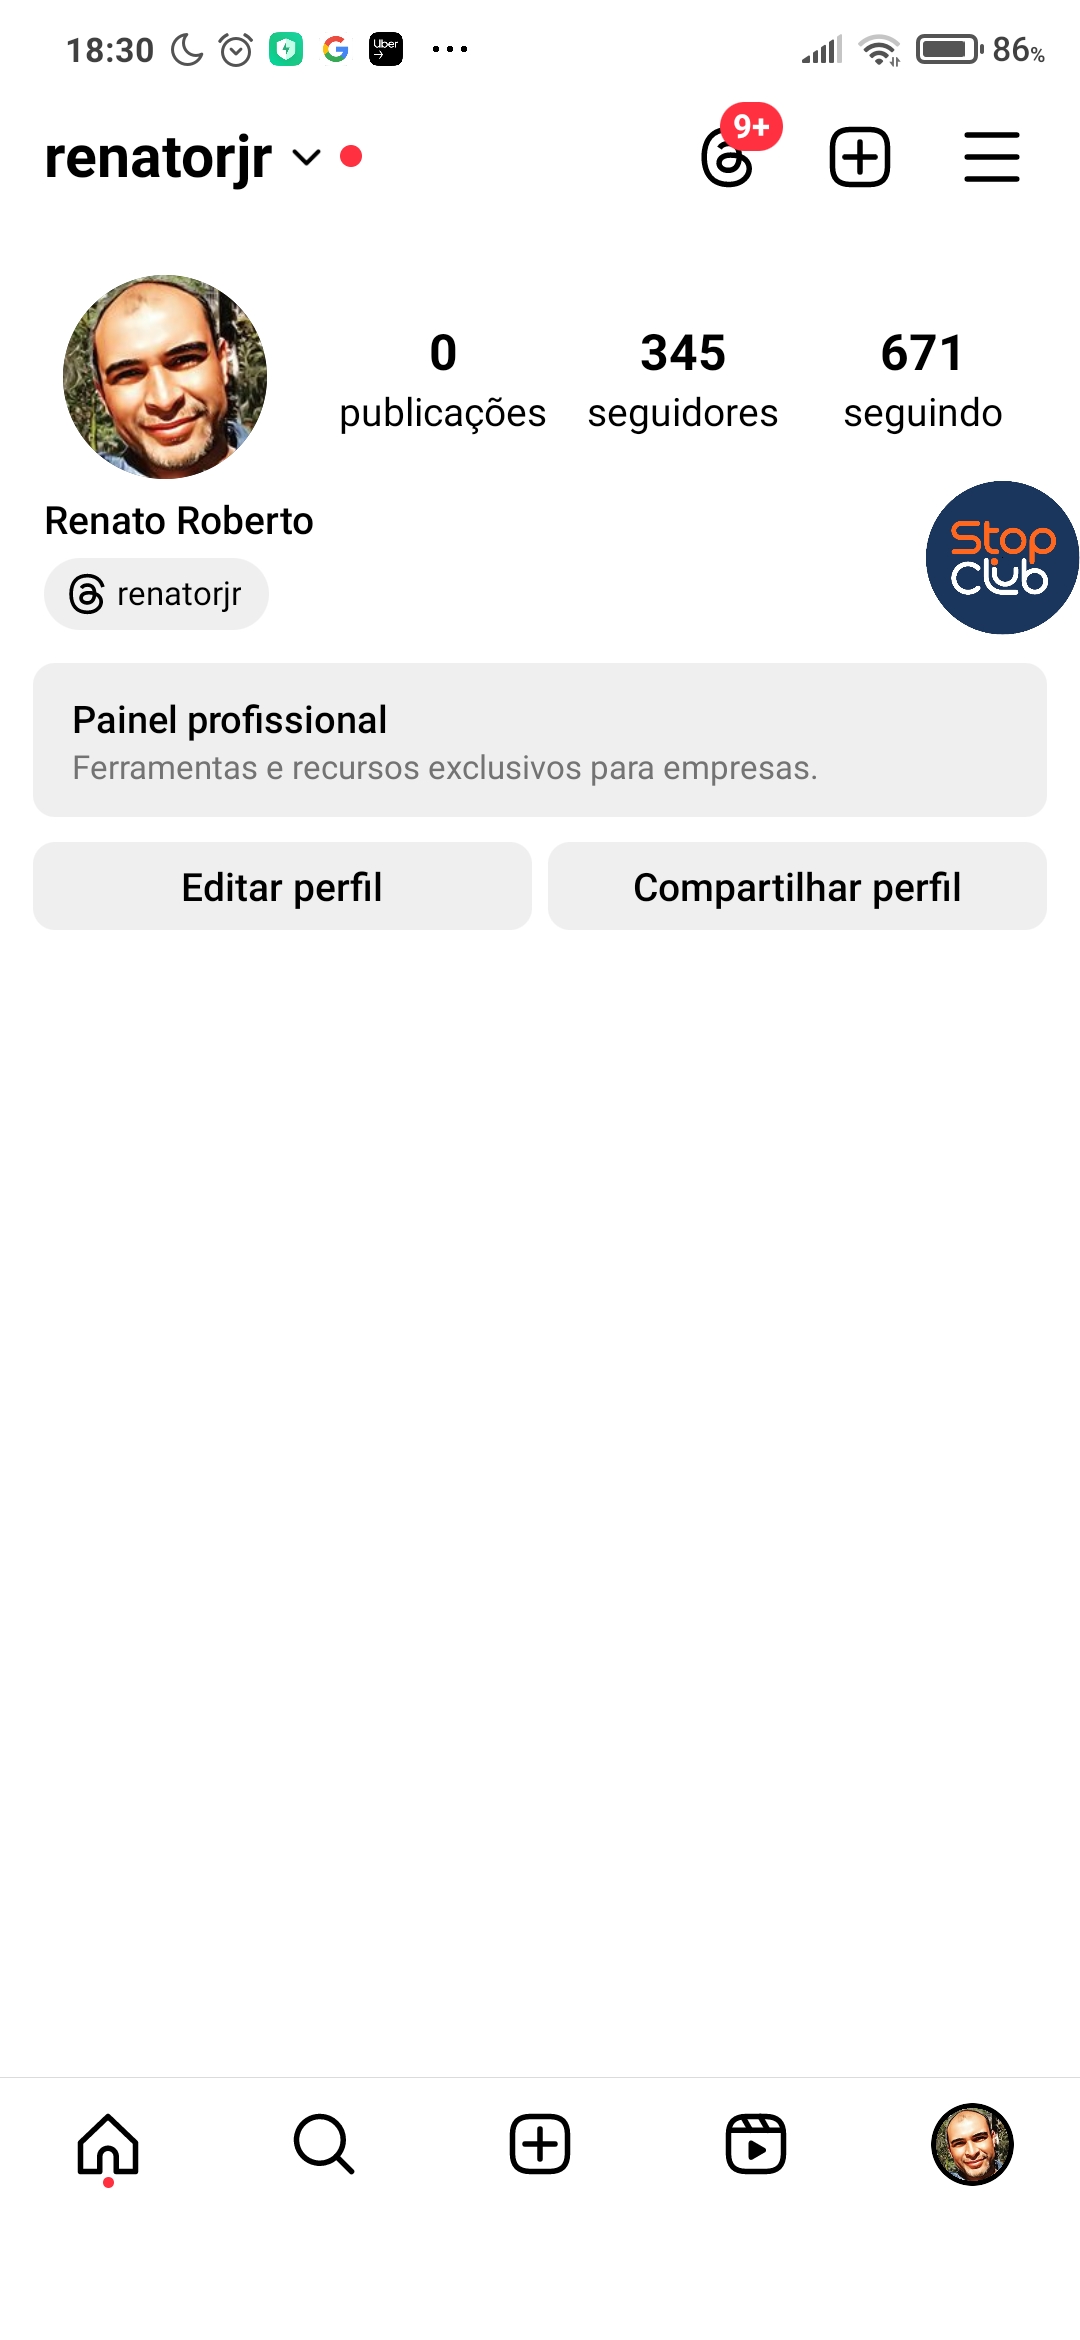 18:30 Uber 86%
renatorjr 9+
0 345 671
publicações seguidores seguindo
Renato Roberto
Stop
Club
renatorjr
Painel profissional
Ferramentas e recursos exclusivos para empresas.
Editar perfil Compartilhar perfil